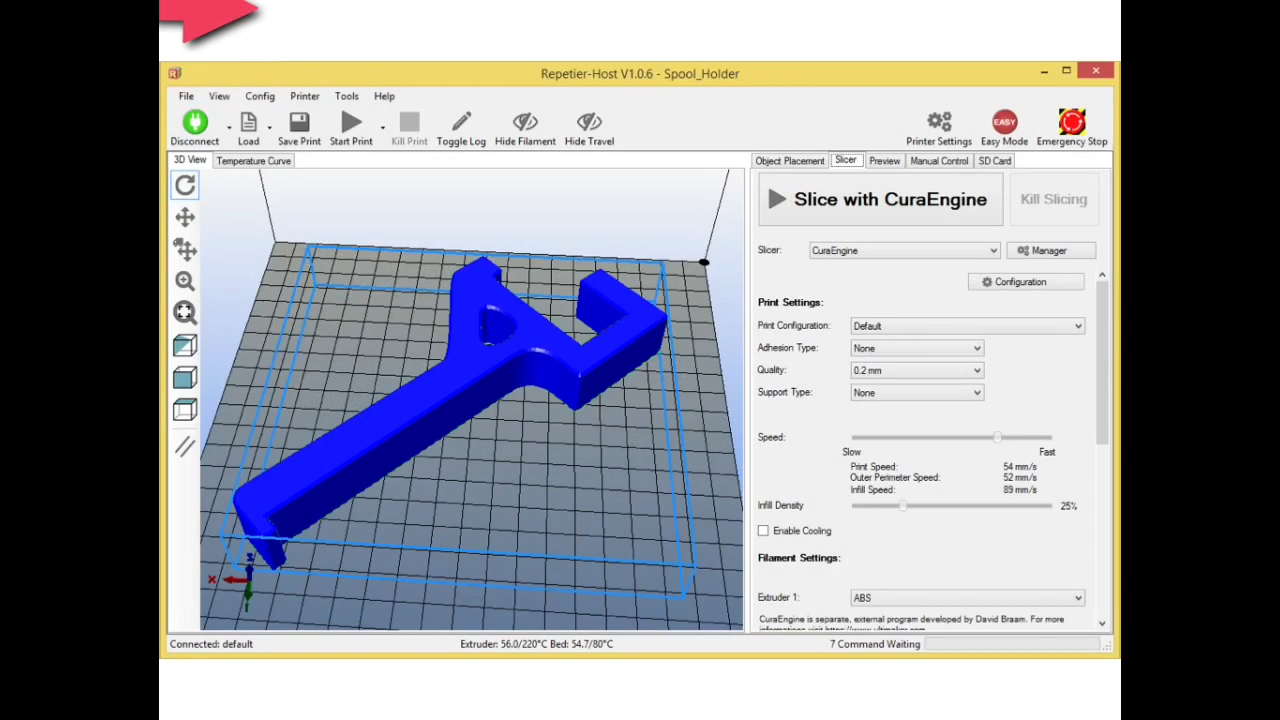 Repetier-Host V1.0.6 - Spool_Holder
File View Config Printer Tools Help
Disconnect Load Save Print Start Print Kill Print Toggle Log Hide Filament Hide Travel Printer Settings EASY Easy Mode Emergency Stop
3D View Temperature Curve Object Placement Slicer Preview Manual Control SD Card
Slice with CuraEngine Kill Slicing
Slicer: CuraEngine Manager
Configuration
Print Settings:
Print Configuration: Default
Adhesion Type: None
Quality: 0.2 mm
Support Type: None
Speed:
Slow Fast
Print Speed: 54 mm/s
Outer Perimeter Speed: 52 mm/s
Infill Speed: 89 mm/s
Infill Density 25%
Enable Cooling
Filament Settings:
Extruder 1: ABS
CuraEngine is separate, external program developed by David Braam. For more
X
Connected: default Extruder: 56.0/220°C Bed: 54.7/80°C 7 Command Waiting